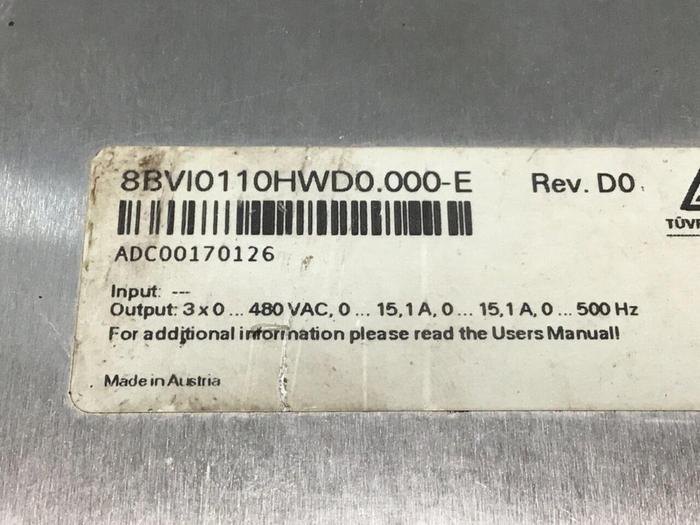 8BVI0110HWD0.000-E Rev. D0
ADC00170126
TÜV
Input: ---
Output: 3 x 0 ... 480 VAC, 0 ... 15,1 A, 0 ... 15,1 A, 0 ... 500 Hz
For additional information please read the Users Manual!
Made in Austria